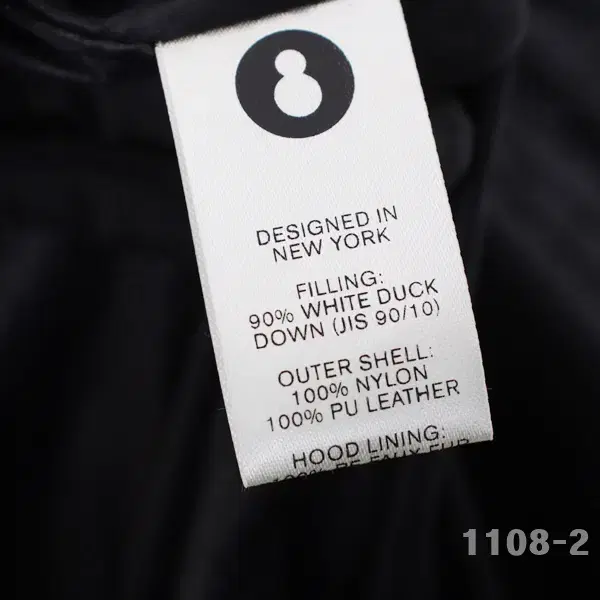 DESIGNED IN
NEW YORK
FILLING:
90% WHITE DUCK
DOWN (JIS 90/10)
OUTER SHELL:
100% NYLON
100% PU LEATHER
HOOD LINING:
1108-2